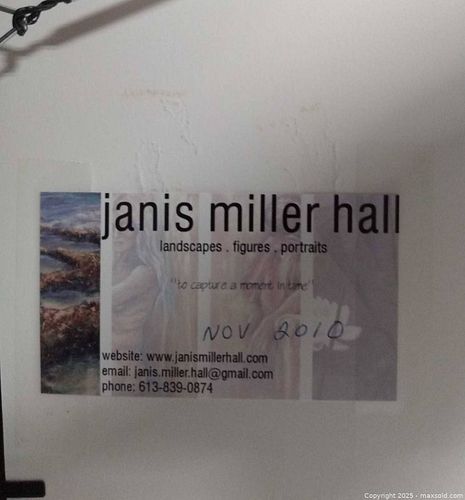 janis miller hall
landscapes . figures . portraits
"to capture a moment in time"
NOV 2010
website: www.janismillerhall.com
email: janis.miller.hall@gmail.com
phone: 613-839-0874
Copyright © 2025 - maxsold.com